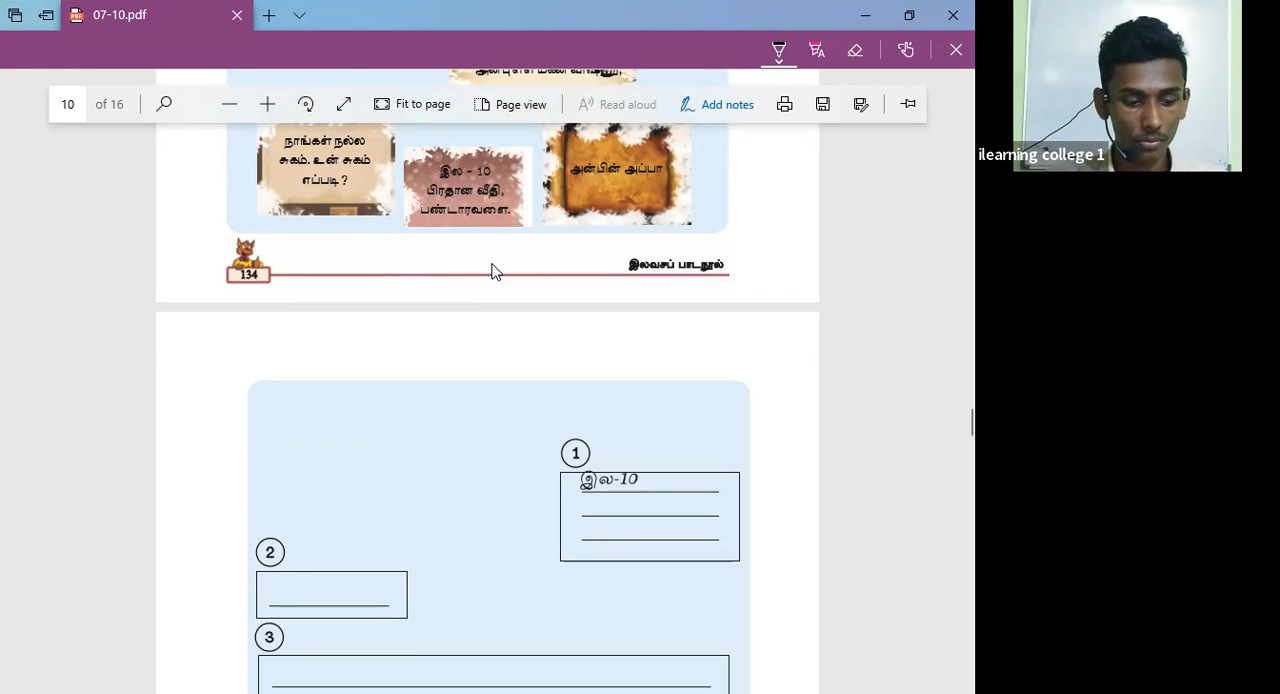 07-10.pdf
10 of 16
Fit to page
Page view
Read aloud
Add notes
ilearning college 1
நாங்கள் நல்ல
சுகம். உன் சுகம்
எப்படி?
இல - 10
பிரதான வீதி,
பண்டாரவளை.
அன்பின் அப்பா
134
இலவசப் பாடநூல்
1
இல-10
2
3